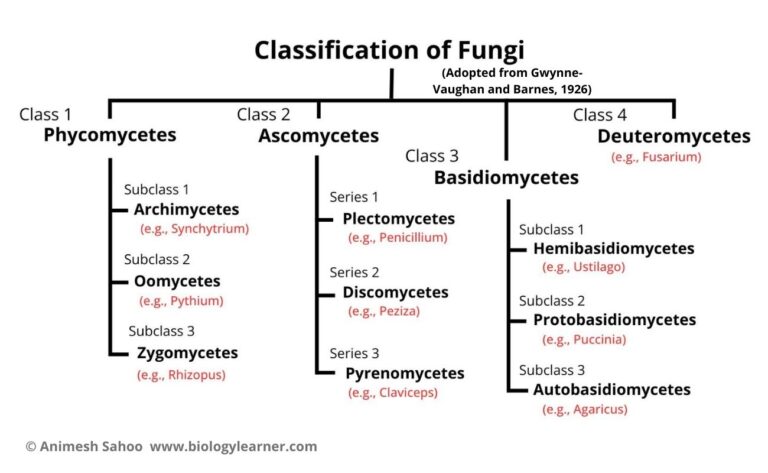 Classification of Fungi
(Adopted from Gwynne-
Vaughan and Barnes, 1926)
Class 1
Phycomycetes
Subclass 1
Archimycetes
(e.g., Synchytrium)
Subclass 2
Oomycetes
(e.g., Pythium)
Subclass 3
Zygomycetes
(e.g., Rhizopus)
Class 2
Ascomycetes
Series 1
Plectomycetes
(e.g., Penicillium)
Series 2
Discomycetes
(e.g., Peziza)
Series 3
Pyrenomycetes
(e.g., Claviceps)
Class 3
Basidiomycetes
Subclass 1
Hemibasidiomycetes
(e.g., Ustilago)
Subclass 2
Protobasidiomycetes
(e.g., Puccinia)
Subclass 3
Autobasidiomycetes
(e.g., Agaricus)
Class 4
Deuteromycetes
(e.g., Fusarium)
© Animesh Sahoo www.biologylearner.com